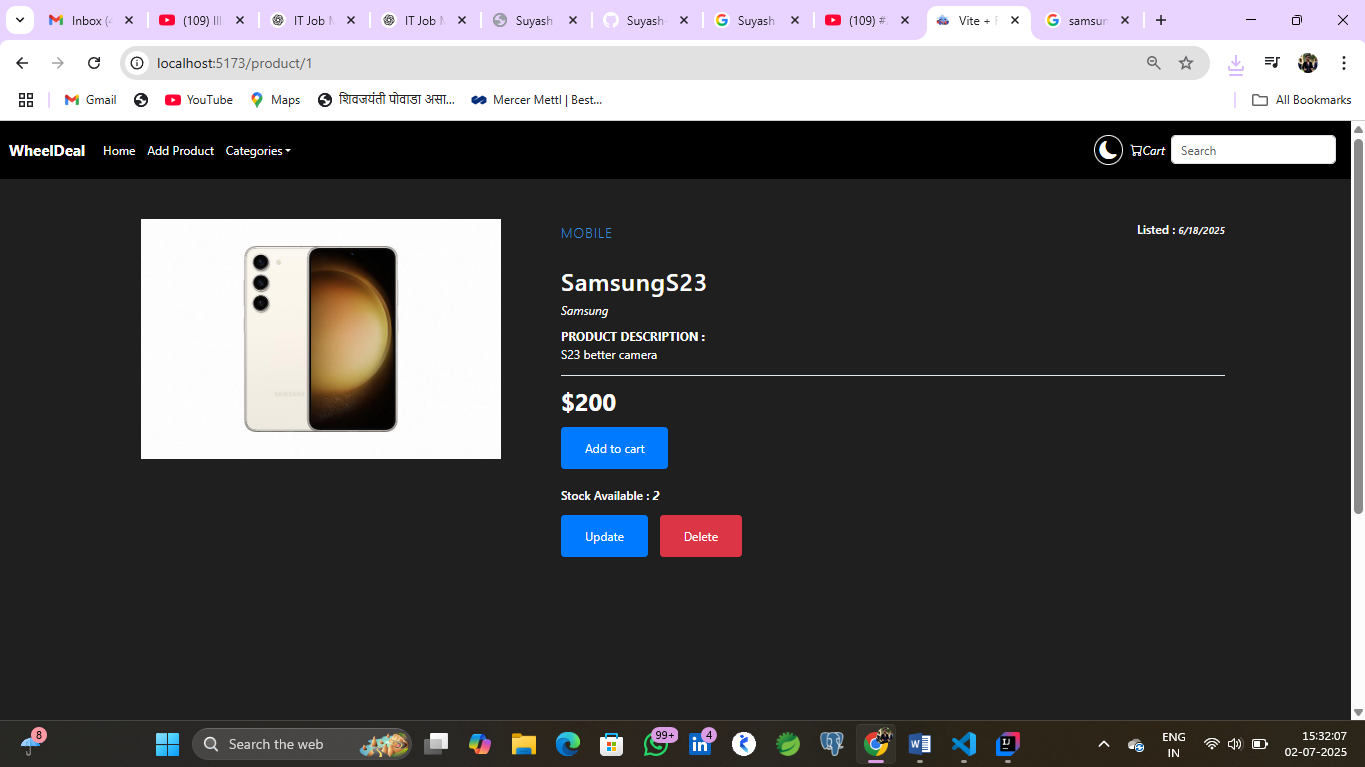 Inbox (4
(109) Ill
IT Job M
IT Job M
Suyash
Suyash-
Suyash
(109) #
Vite + R
samsun
localhost:5173/product/1
Gmail
YouTube
Maps
शिवजयंती पोवाडा असा...
Mercer Mettl | Best...
All Bookmarks
WheelDeal
Home
Add Product
Categories
Cart
Search
MOBILE
Listed : 6/18/2025
SamsungS23
Samsung
PRODUCT DESCRIPTION :
S23 better camera
$200
Add to cart
Stock Available : 2
Update
Delete
SAMSUNG
8
Search the web
99+
4
ENG
IN
15:32:07
02-07-2025